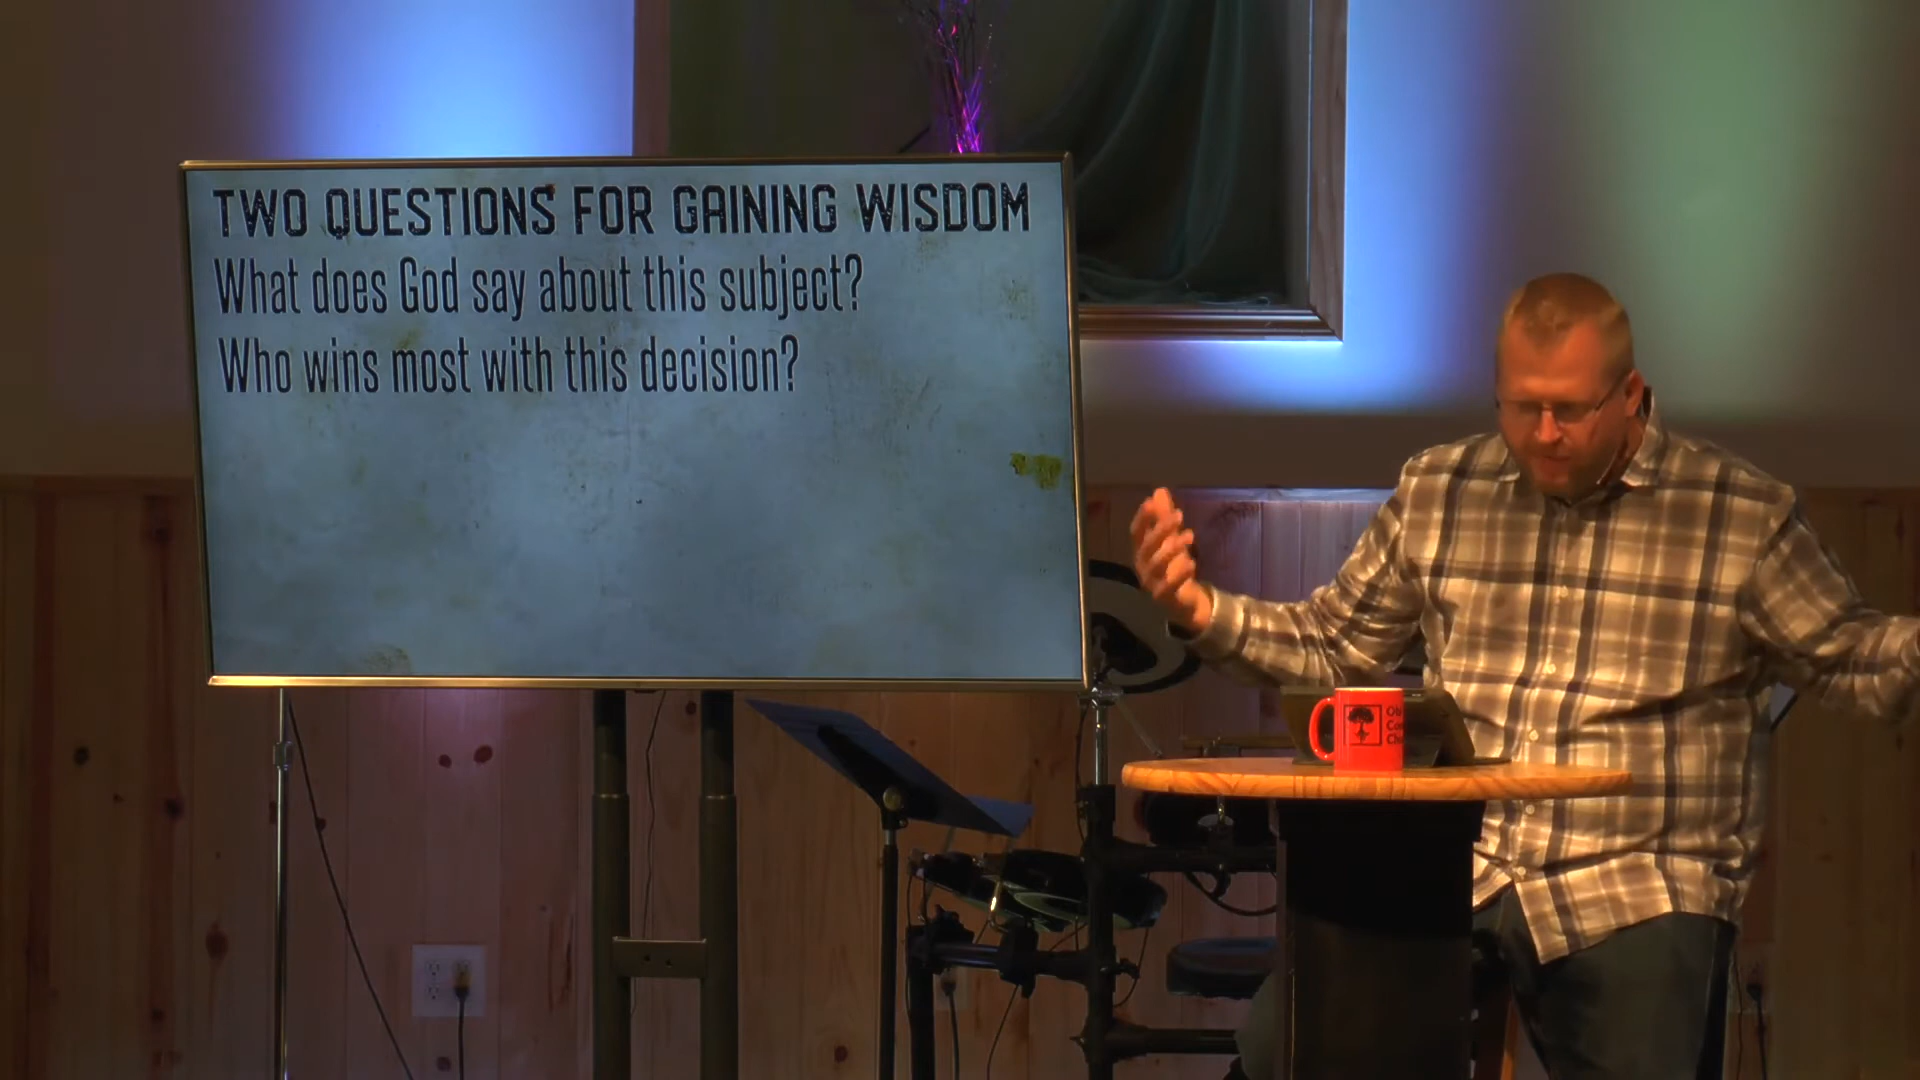 TWO QUESTIONS FOR GAINING WISDOM
What does God say about this subject?
Who wins most with this decision?